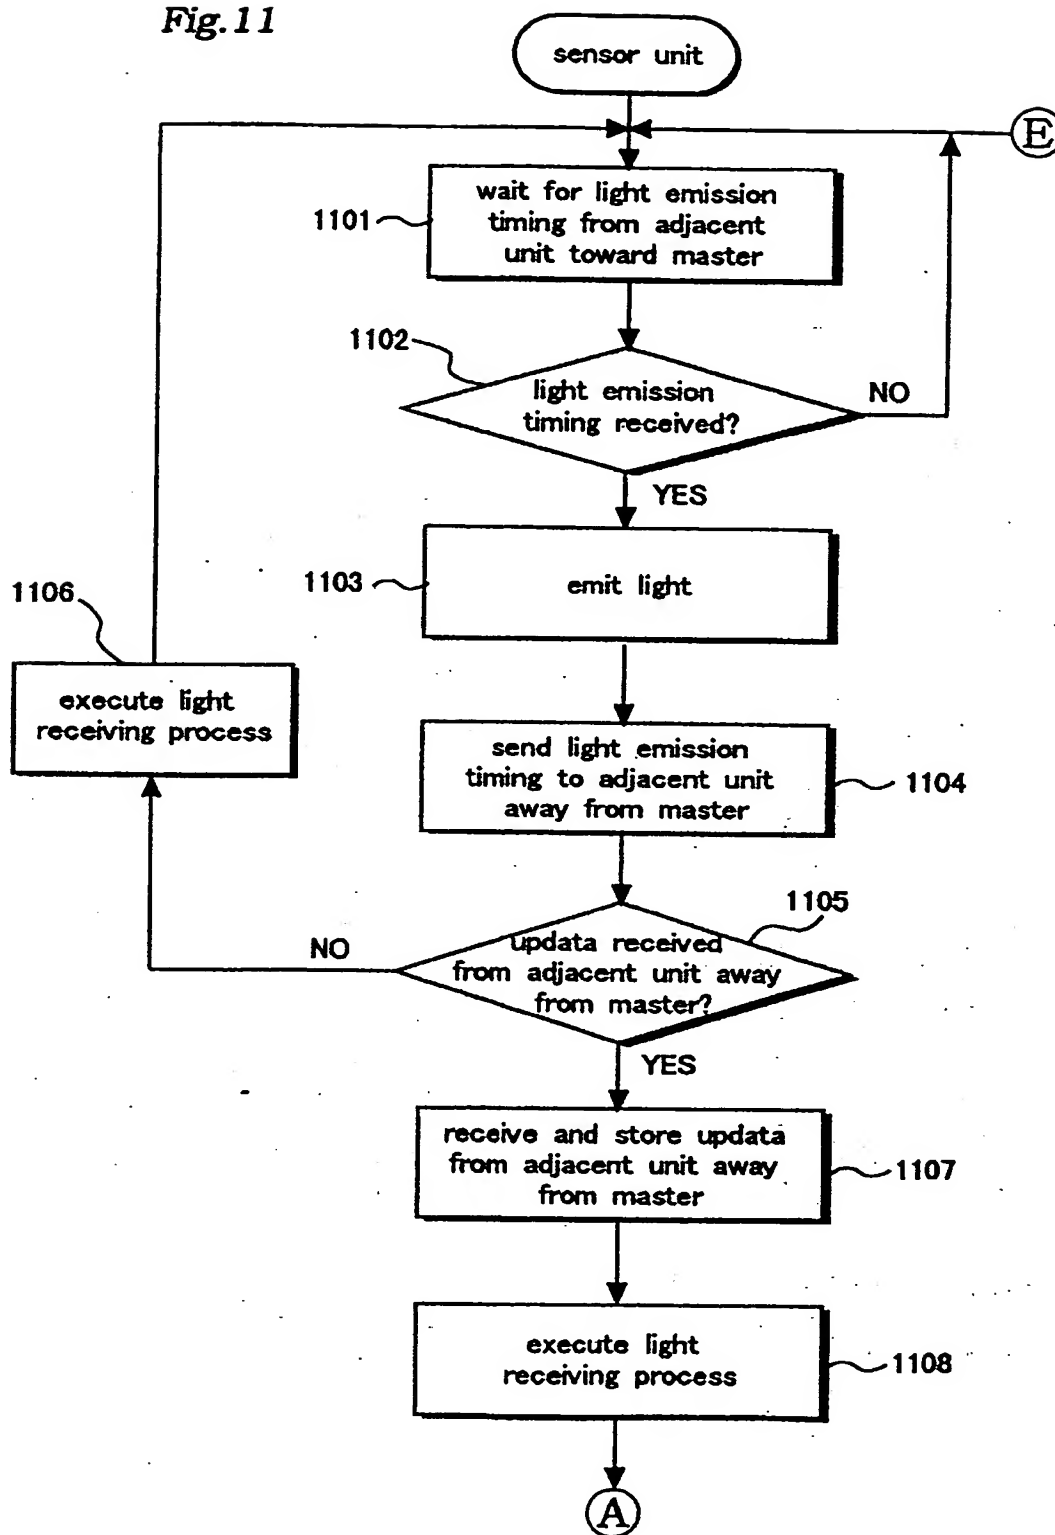 Fig.11
sensor unit
E
1101
wait for light emission
timing from adjacent
unit toward master
1102
light emission
timing received?
NO
YES
1103
emit light
1106
execute light
receiving process
send light emission
timing to adjacent unit
away from master
1104
1105
NO
updata received
from adjacent unit away
from master?
YES
receive and store updata
from adjacent unit away
from master
1107
execute light
receiving process
1108
A